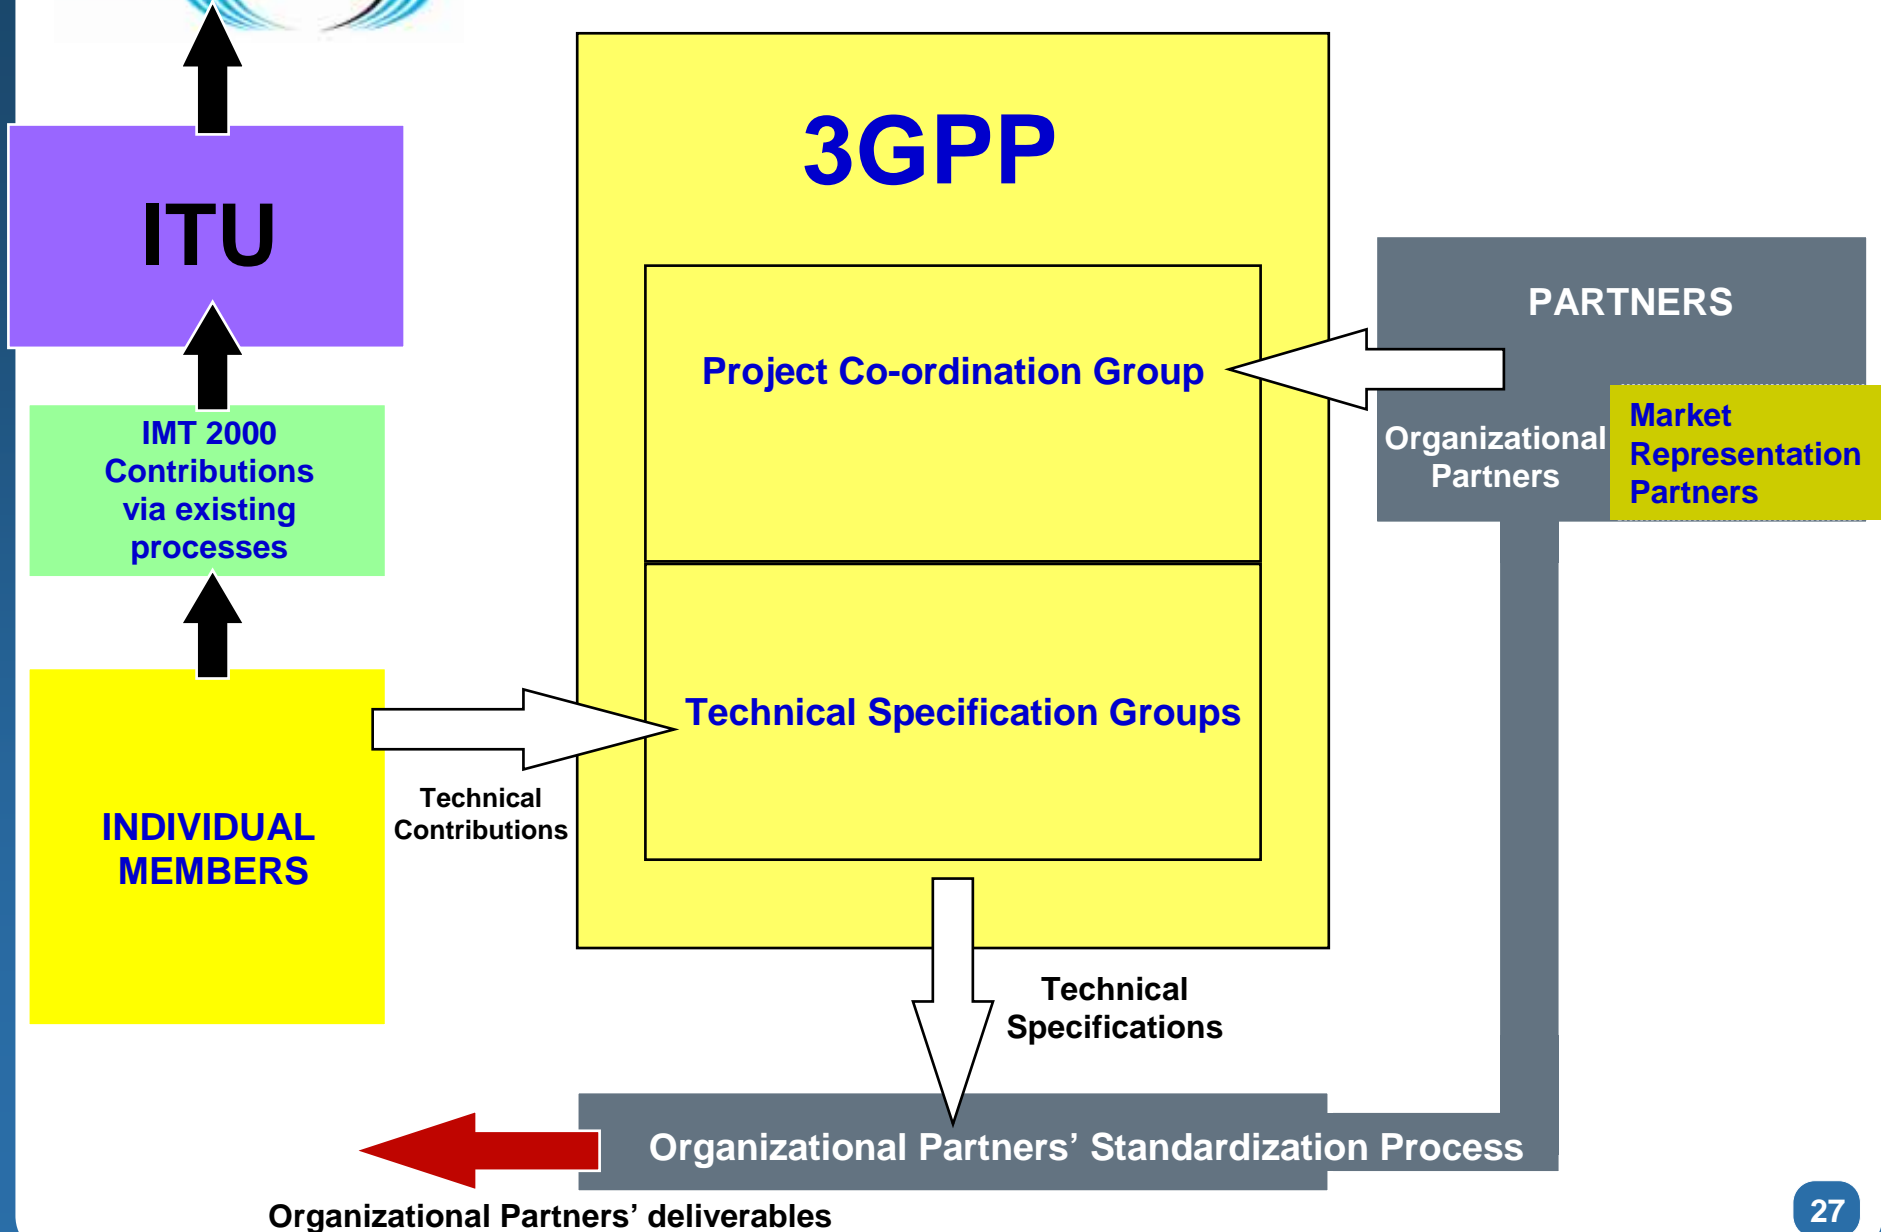 3GPP
ITU
PARTNERS
Project Co-ordination Group
Organizational
Partners
Market
Representation
Partners
IMT 2000
Contributions
via existing
processes
Technical Specification Groups
Technical
Contributions
INDIVIDUAL
MEMBERS
Technical
Specifications
Organizational Partners’ Standardization Process
Organizational Partners’ deliverables
27